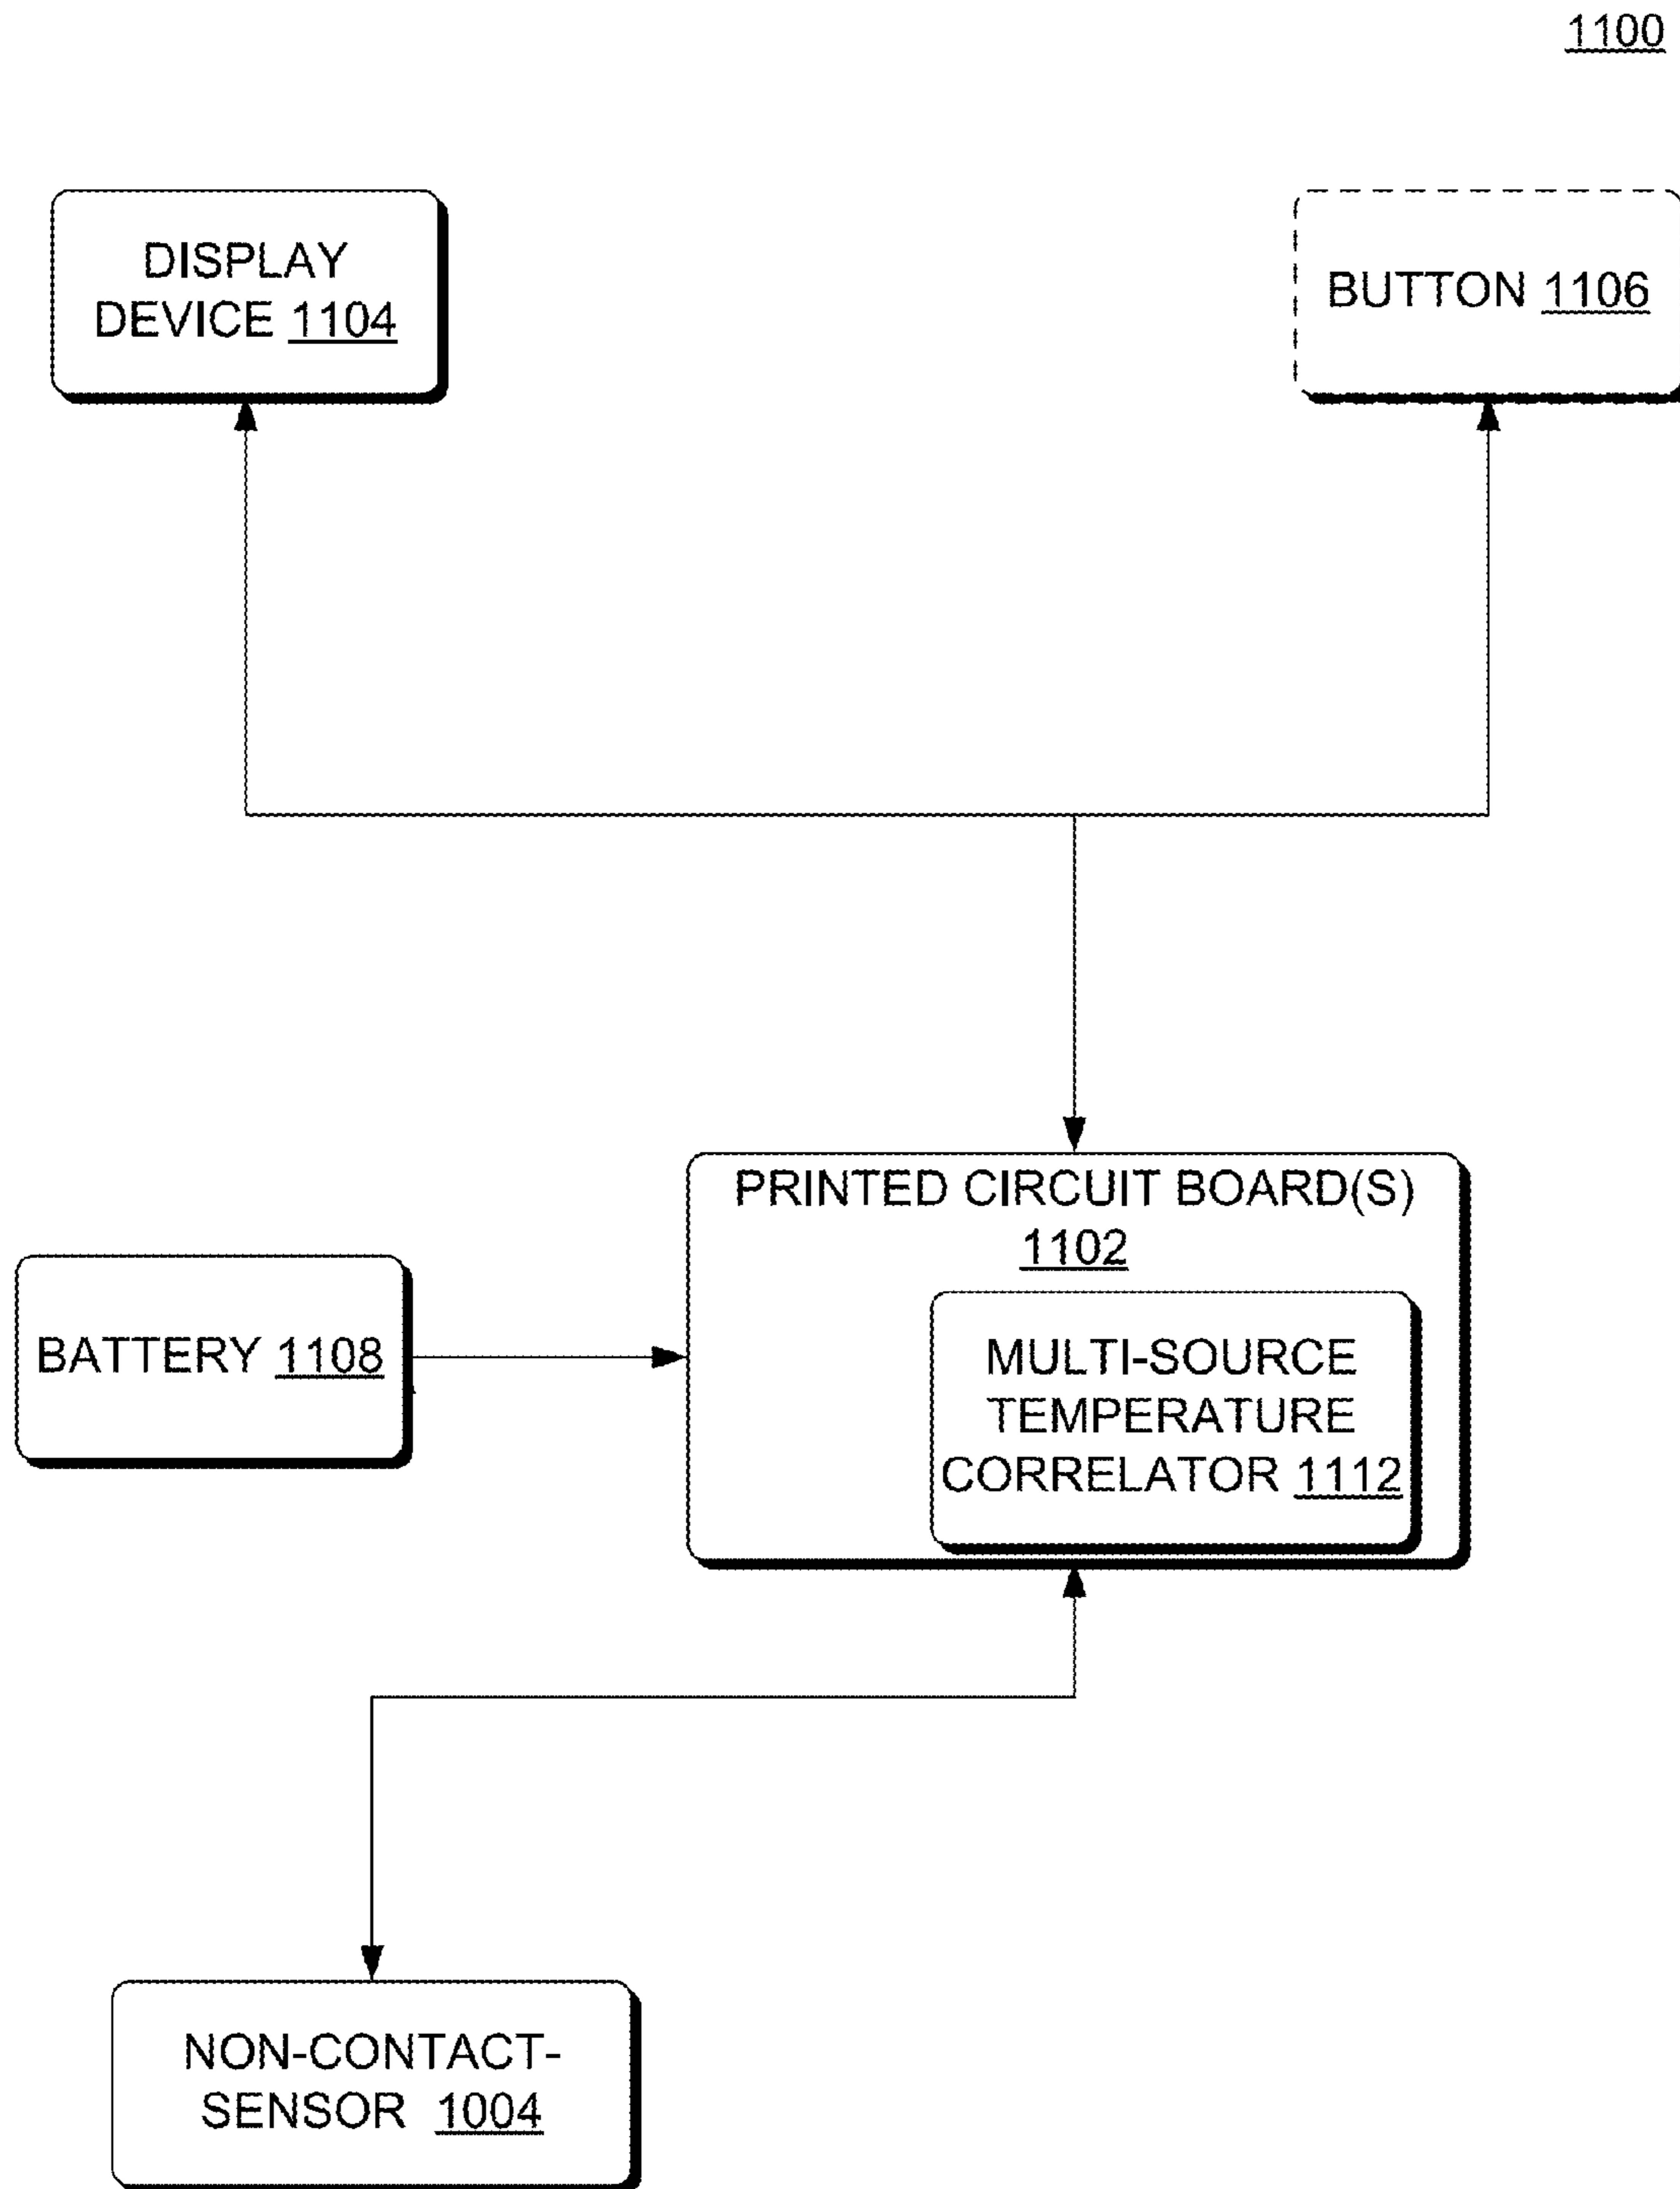 1100
DISPLAY
DEVICE 1104
BUTTON 1106
PRINTED CIRCUIT BOARD(S)
1102
BATTERY 1108
MULTI-SOURCE
TEMPERATURE
CORRELATOR 1112
NON-CONTACT-
SENSOR 1004